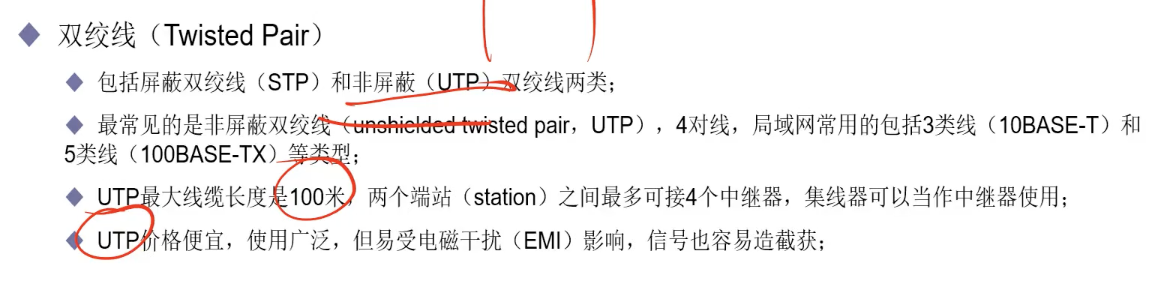 双绞线（Twisted Pair）
包括屏蔽双绞线（STP）和非屏蔽（UTP）双绞线两类；
最常见的是非屏蔽双绞线（unshielded twisted pair，UTP），4对线，局域网常用的包括3类线（10BASE-T）和
5类线（100BASE-TX）等类型；
UTP最大线缆长度是100米，两个端站（station）之间最多可接4个中继器，集线器可以当作中继器使用；
UTP价格便宜，使用广泛，但易受电磁干扰（EMI）影响，信号也容易造截获；